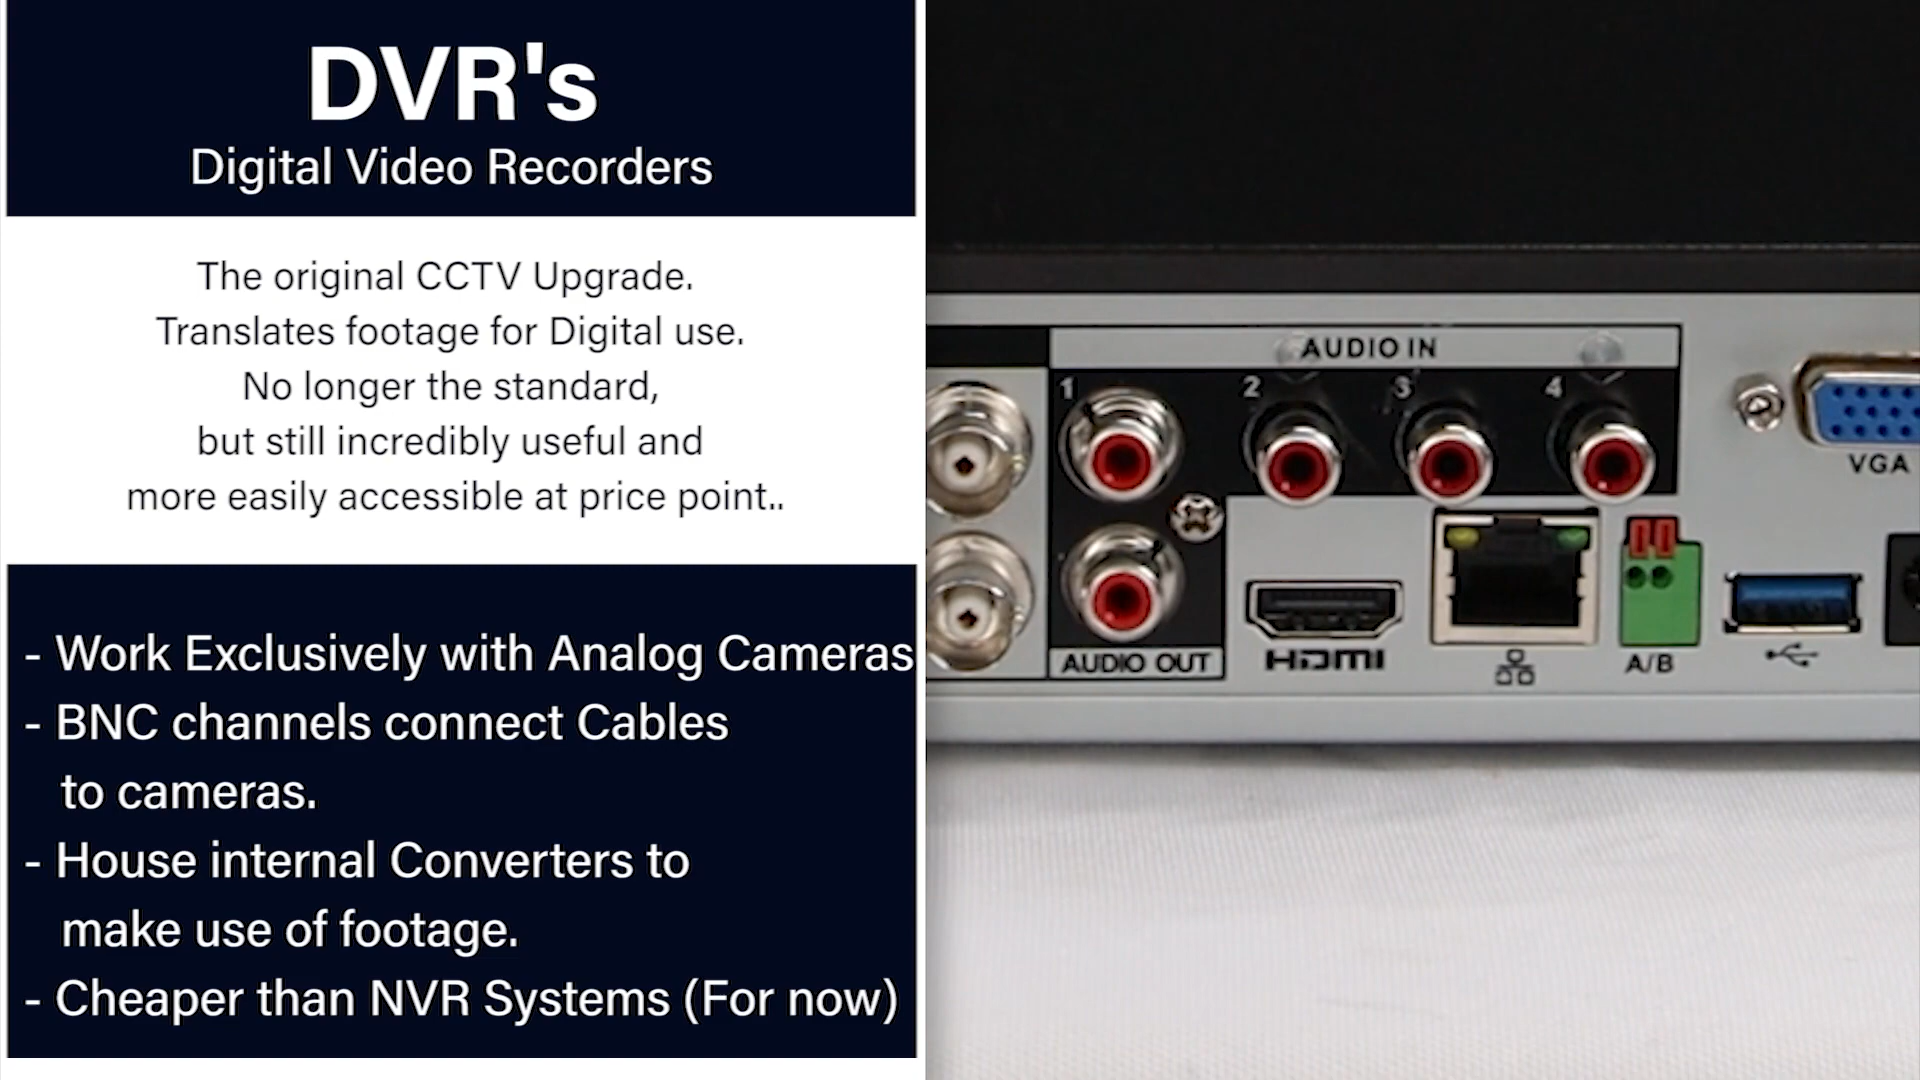 DVR's
Digital Video Recorders
The original CCTV Upgrade.
Translates footage for Digital use.
No longer the standard,
but still incredibly useful and
more easily accessible at price point..
- Work Exclusively with Analog Cameras
- BNC channels connect Cables
to cameras.
- House internal Converters to
make use of footage.
- Cheaper than NVR Systems (For now)
AUDIO IN
1
2
3
4
VGA
AUDIO OUT
HDMI
A/B